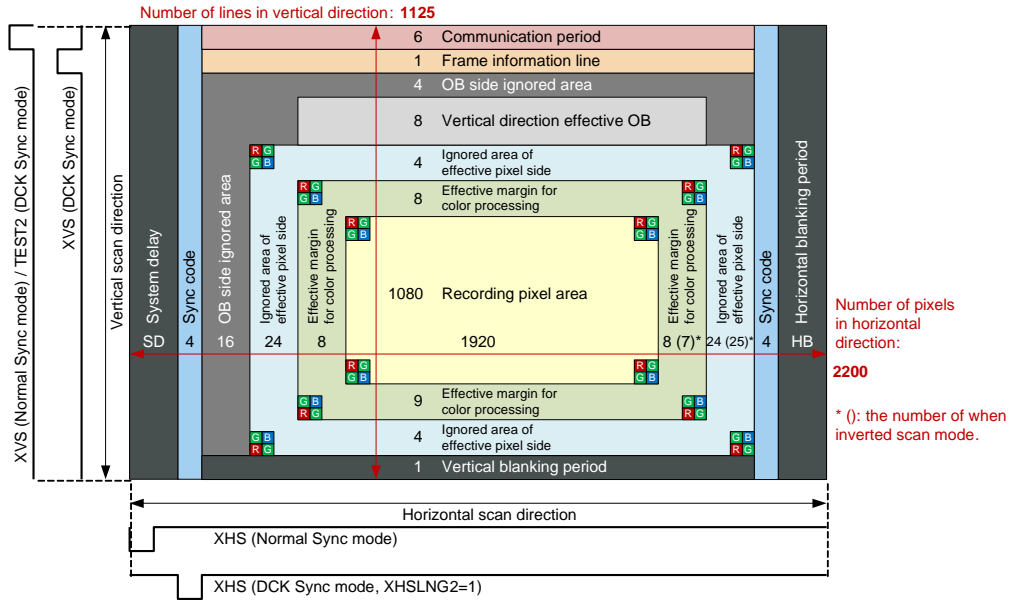 Number of lines in vertical direction: 1125
6 Communication period
1 Frame information line
4 OB side ignored area
8 Vertical direction effective OB
R G
G B
R G
G B
4 Ignored area of
effective pixel side
R G
G B
R G
G B
8 Effective margin for
color processing
R G
G B
R G
G B
1080 Recording pixel area
XVS (Normal Sync mode) / TEST2 (DCK Sync mode)
XVS (DCK Sync mode)
Vertical scan direction
System delay
Sync code
OB side ignored area
Ignored area of
effective pixel side
Effective margin
for color processing
Effective margin
for color processing
Ignored area of
effective pixel side
Sync code
Horizontal blanking period
SD 4 16 24 8 1920 8 (7)* 24 (25)* 4 HB
Number of pixels
in horizontal
direction:
2200
* (): the number of when
inverted scan mode.
R G
G B
R G
G B
9 Effective margin for
color processing
G B
R G
G B
R G
4 Ignored area of
effective pixel side
G B
R G
G B
R G
1 Vertical blanking period
Horizontal scan direction
XHS (Normal Sync mode)
XHS (DCK Sync mode, XHSLNG2=1)